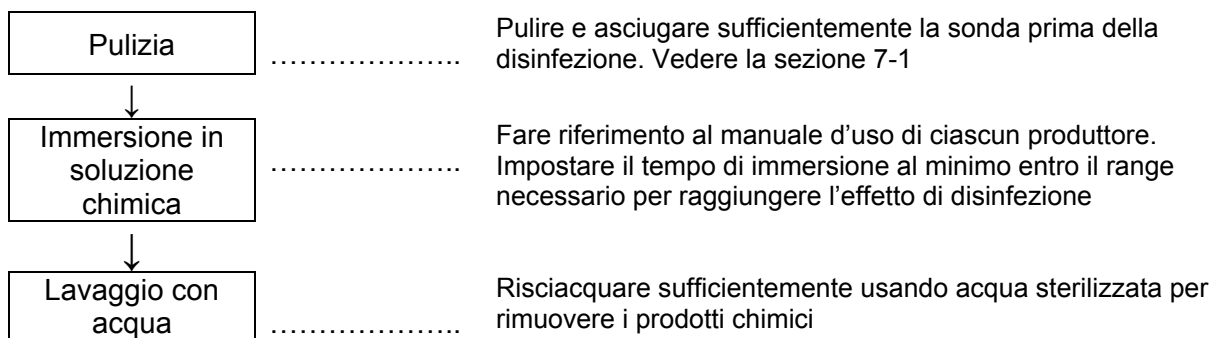 Pulizia
………………..
Pulire e asciugare sufficientemente la sonda prima della
disinfezione. Vedere la sezione 7-1
↓
Immersione in
soluzione
chimica
………………..
Fare riferimento al manuale d’uso di ciascun produttore.
Impostare il tempo di immersione al minimo entro il range
necessario per raggiungere l’effetto di disinfezione
↓
Lavaggio con
acqua
………………..
Risciacquare sufficientemente usando acqua sterilizzata per
rimuovere i prodotti chimici